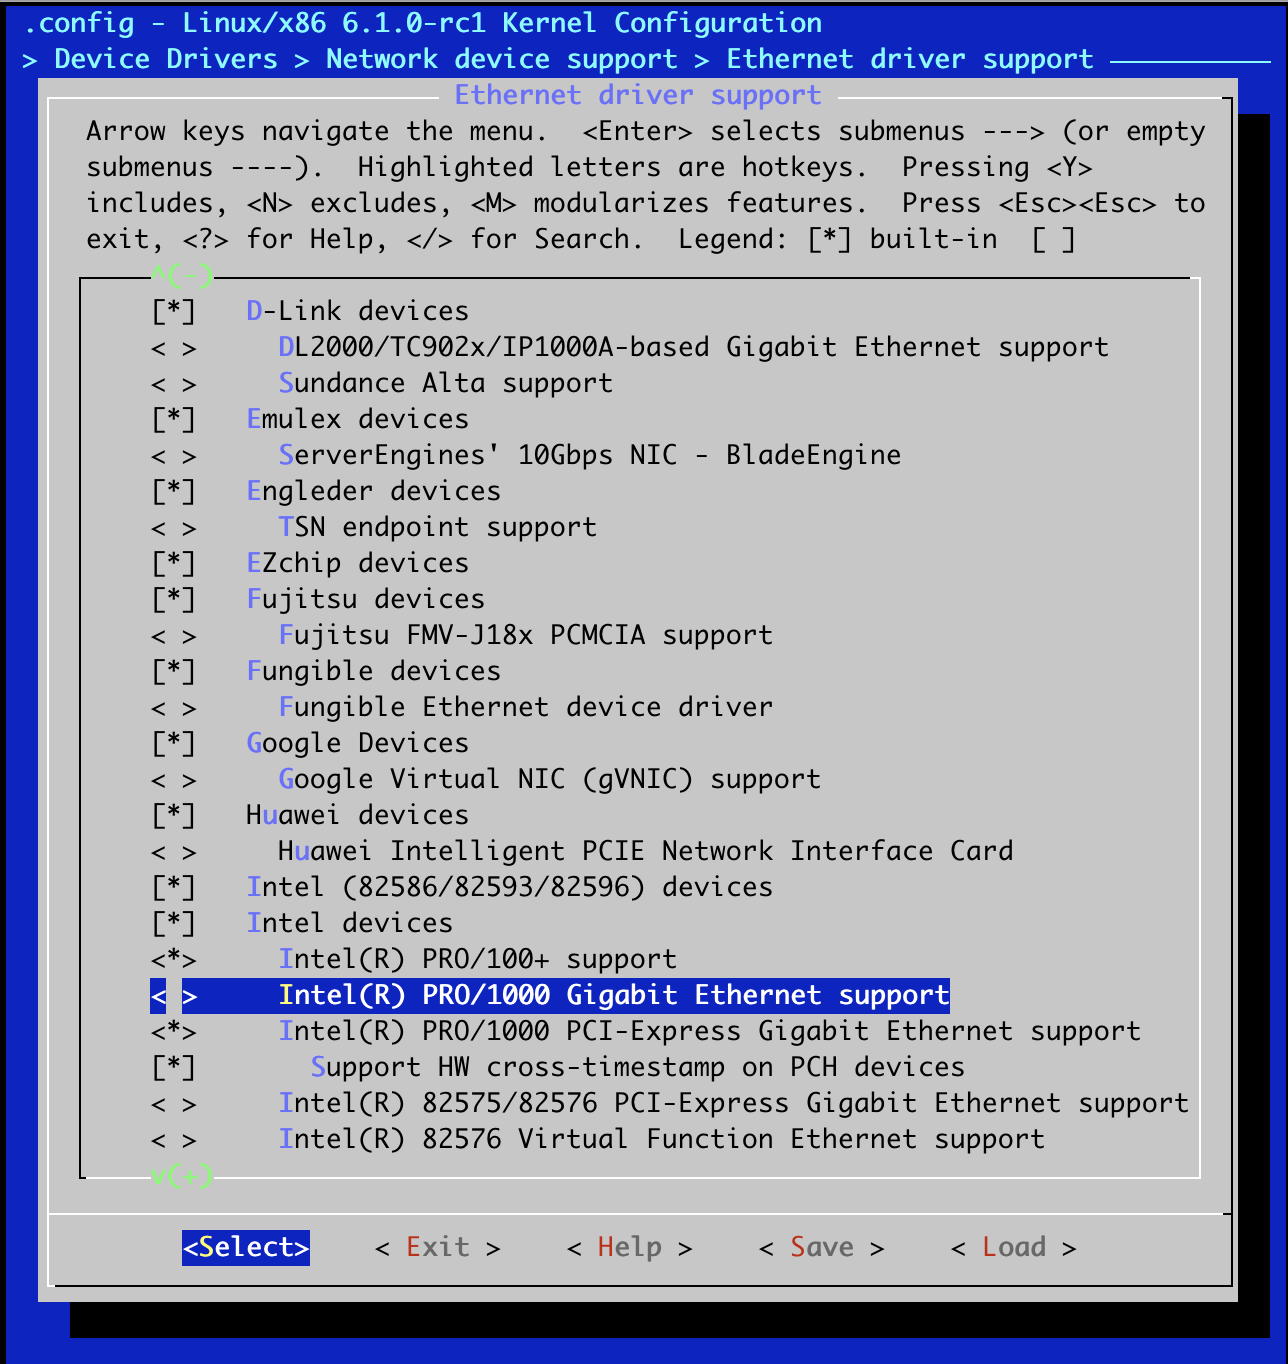 .config - Linux/x86 6.1.0-rc1 Kernel Configuration
> Device Drivers > Network device support > Ethernet driver support
Ethernet driver support
Arrow keys navigate the menu.  <Enter> selects submenus ---> (or empty
submenus ----).  Highlighted letters are hotkeys.  Pressing <Y>
includes, <N> excludes, <M> modularizes features.  Press <Esc><Esc> to
exit, <?> for Help, </> for Search.  Legend: [*] built-in  [ ]
^(-)
[*]   D-Link devices
< >     DL2000/TC902x/IP1000A-based Gigabit Ethernet support
< >     Sundance Alta support
[*]   Emulex devices
< >     ServerEngines' 10Gbps NIC - BladeEngine
[*]   Engleder devices
< >     TSN endpoint support
[*]   EZchip devices
[*]   Fujitsu devices
< >     Fujitsu FMV-J18x PCMCIA support
[*]   Fungible devices
< >     Fungible Ethernet device driver
[*]   Google Devices
< >     Google Virtual NIC (gVNIC) support
[*]   Huawei devices
< >     Huawei Intelligent PCIE Network Interface Card
[*]   Intel (82586/82593/82596) devices
[*]   Intel devices
<*>     Intel(R) PRO/100+ support
< >     Intel(R) PRO/1000 Gigabit Ethernet support
<*>     Intel(R) PRO/1000 PCI-Express Gigabit Ethernet support
[*]       Support HW cross-timestamp on PCH devices
< >     Intel(R) 82575/82576 PCI-Express Gigabit Ethernet support
< >     Intel(R) 82576 Virtual Function Ethernet support
v(+)
<Select>    < Exit >    < Help >    < Save >    < Load >